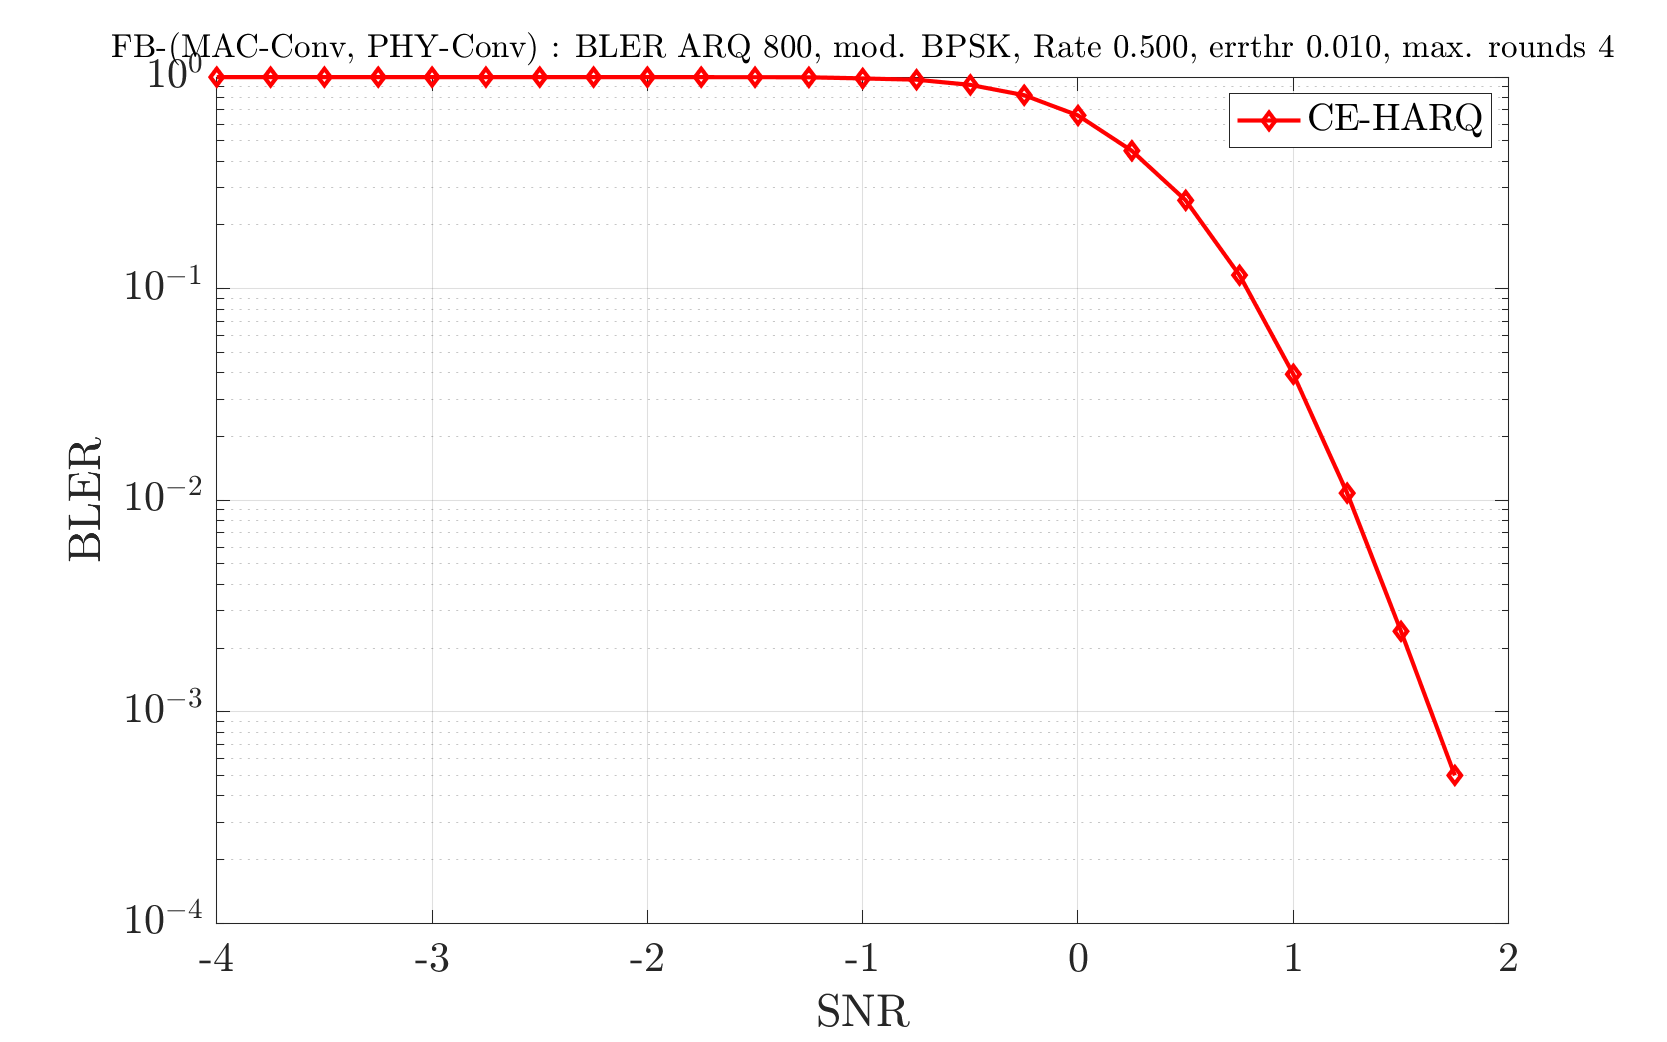 FB-(MAC-Conv, PHY-Conv) : BLER ARQ 800, mod. BPSK, Rate 0.500, errthr 0.010, max. rounds 4
CE-HARQ
10^0
10^{-1}
10^{-2}
10^{-3}
10^{-4}
BLER
-4 -3 -2 -1 0 1 2
SNR